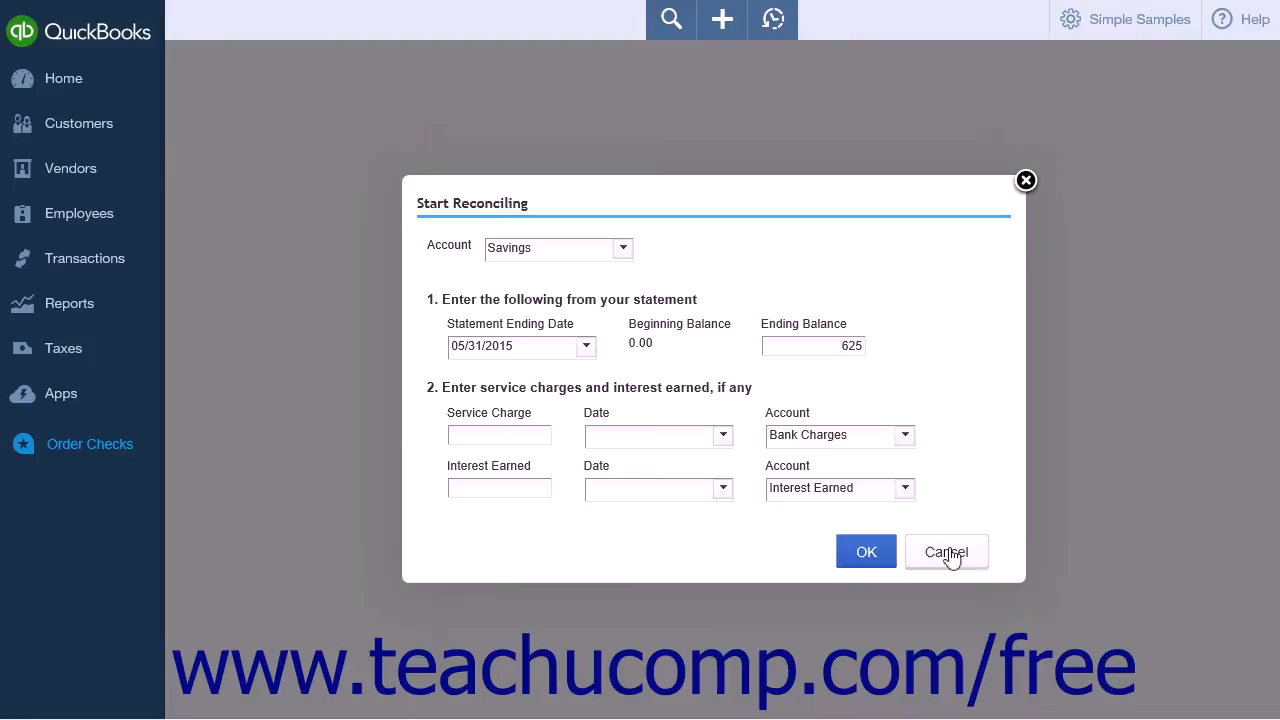 QuickBooks
Simple Samples
Help
Home
Customers
Vendors
Employees
Transactions
Reports
Taxes
Apps
Order Checks
Start Reconciling
Account Savings
1. Enter the following from your statement
Statement Ending Date Beginning Balance Ending Balance
05/31/2015 0.00 625
2. Enter service charges and interest earned, if any
Service Charge Date Account
Bank Charges
Interest Earned Date Account
Interest Earned
OK Cancel
www.teachucomp.com/free